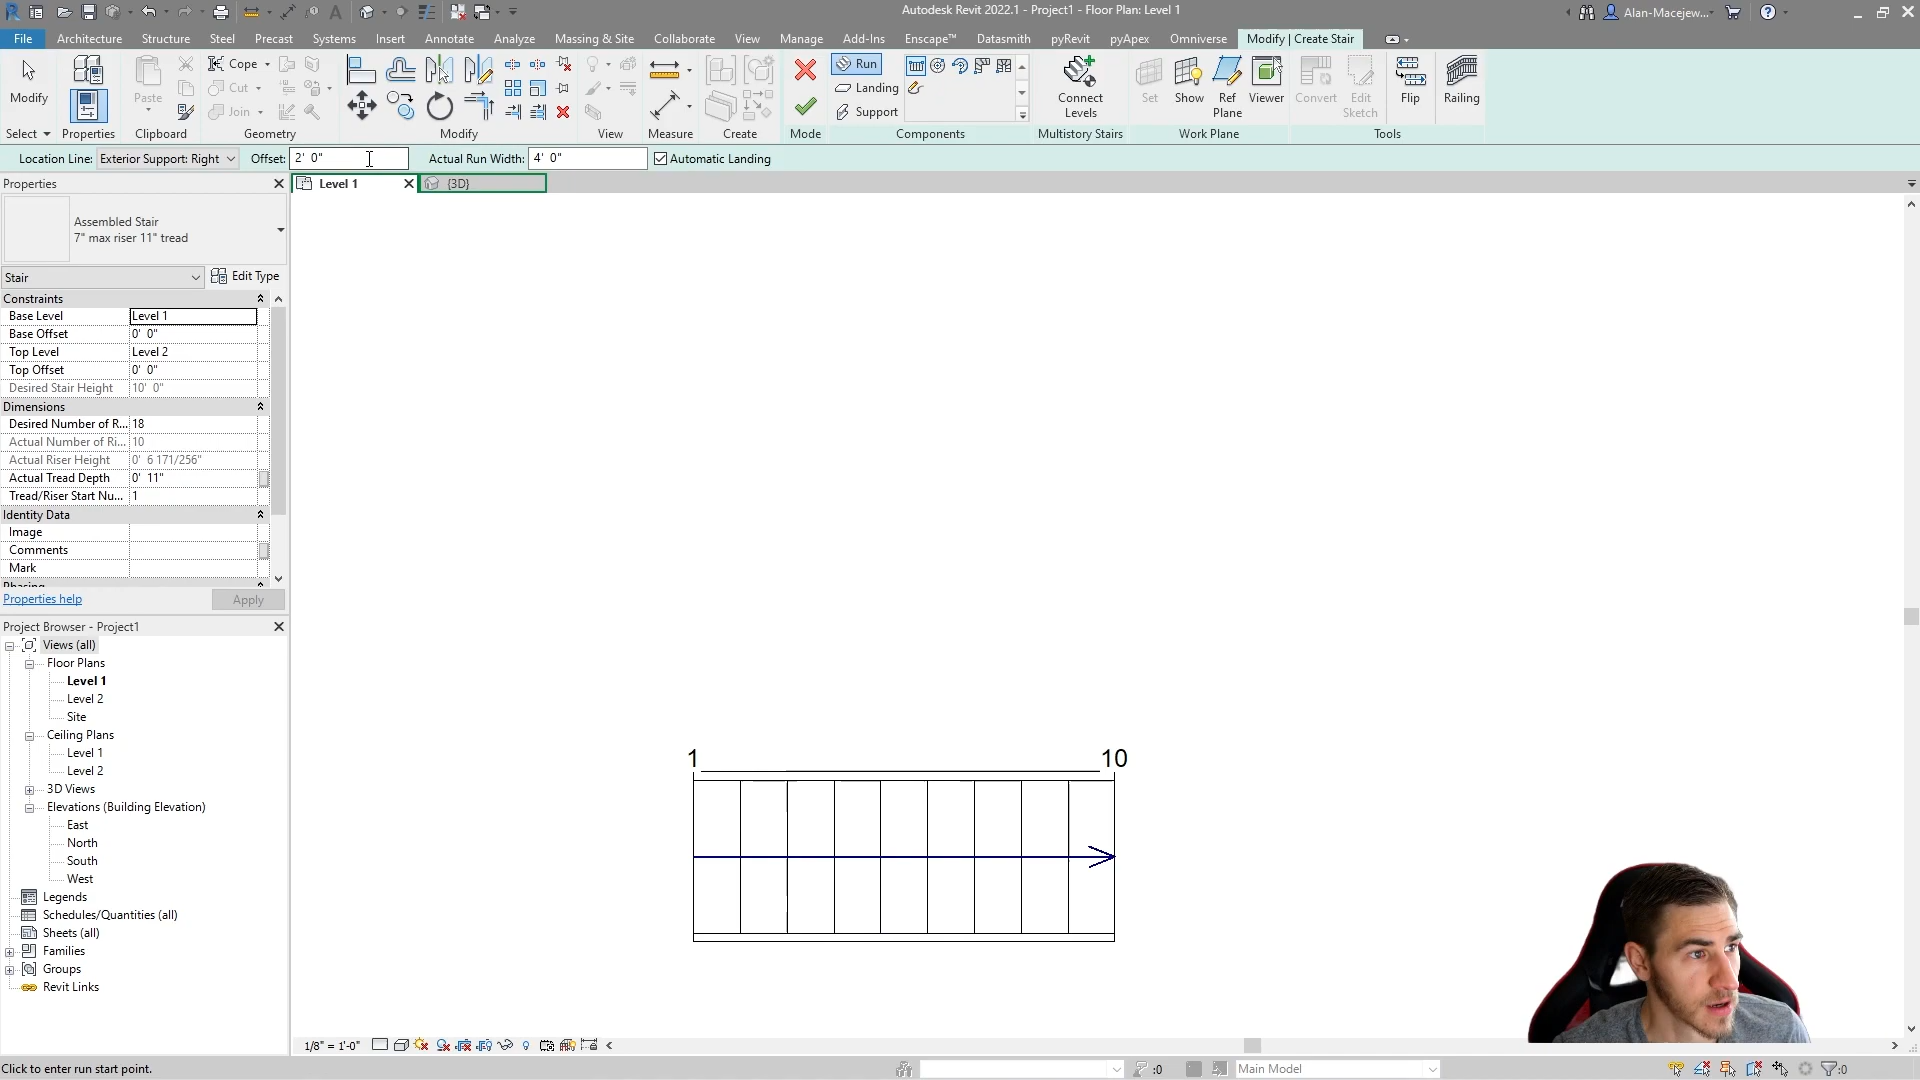 Autodesk Revit 2022.1 - Project1 - Floor Plan: Level 1
Alan-Macejew...
File Architecture Structure Steel Precast Systems Insert Annotate Analyze Massing & Site Collaborate View Manage Add-Ins Enscape™ Datasmith pyRevit pyApex Omniverse Modify | Create Stair
Modify
Paste
Cope
Cut
Join
Run
Landing
Support
Connect
Levels
Set
Show
Ref
Plane
Viewer
Convert
Edit
Sketch
Flip
Railing
Select Properties Clipboard Geometry Modify View Measure Create Mode Components Multistory Stairs Work Plane Tools
Location Line: Exterior Support: Right Offset: 2' 0" Actual Run Width: 4' 0" Automatic Landing
Properties
Level 1
{3D}
Assembled Stair
7" max riser 11" tread
Stair
Edit Type
Constraints
Base Level Level 1
Base Offset 0' 0"
Top Level Level 2
Top Offset 0' 0"
Desired Stair Height 10' 0"
Dimensions
Desired Number of R... 18
Actual Number of Ri... 10
Actual Riser Height 0' 6 171/256"
Actual Tread Depth 0' 11"
Tread/Riser Start Nu... 1
Identity Data
Image
Comments
Mark
Phasing
Properties help
Apply
Project Browser - Project1
Views (all)
Floor Plans
Level 1
Level 2
Site
Ceiling Plans
Level 1
Level 2
3D Views
Elevations (Building Elevation)
East
North
South
West
Legends
Schedules/Quantities (all)
Sheets (all)
Families
Groups
Revit Links
1 10
1/8" = 1'-0"
Click to enter run start point.
:0
Main Model
:0